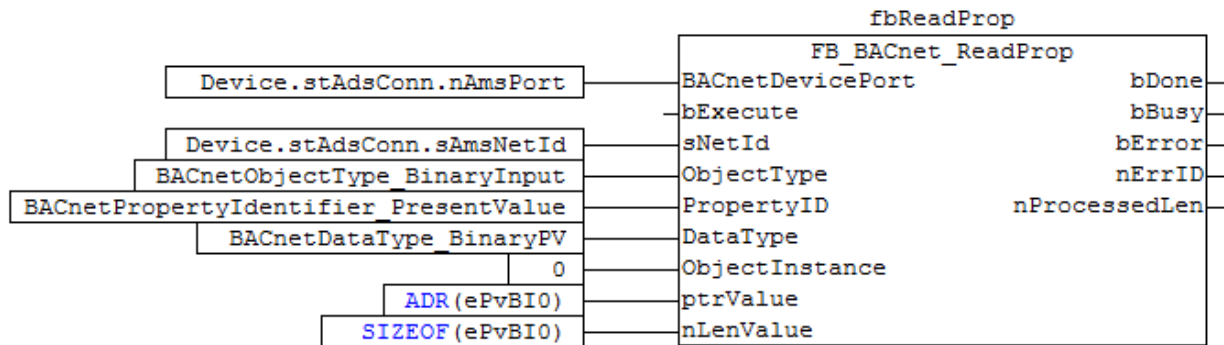 fbReadProp
FB_BACnet_ReadProp
Device.stAdsConn.nAmsPort BACnetDevicePort bDone
bExecute bBusy
Device.stAdsConn.sAmsNetId sNetId bError
BACnetObjectType_BinaryInput ObjectType nErrID
BACnetPropertyIdentifier_PresentValue PropertyID nProcessedLen
BACnetDataType_BinaryPV DataType
0 ObjectInstance
ADR(ePvBI0) ptrValue
SIZEOF(ePvBI0) nLenValue